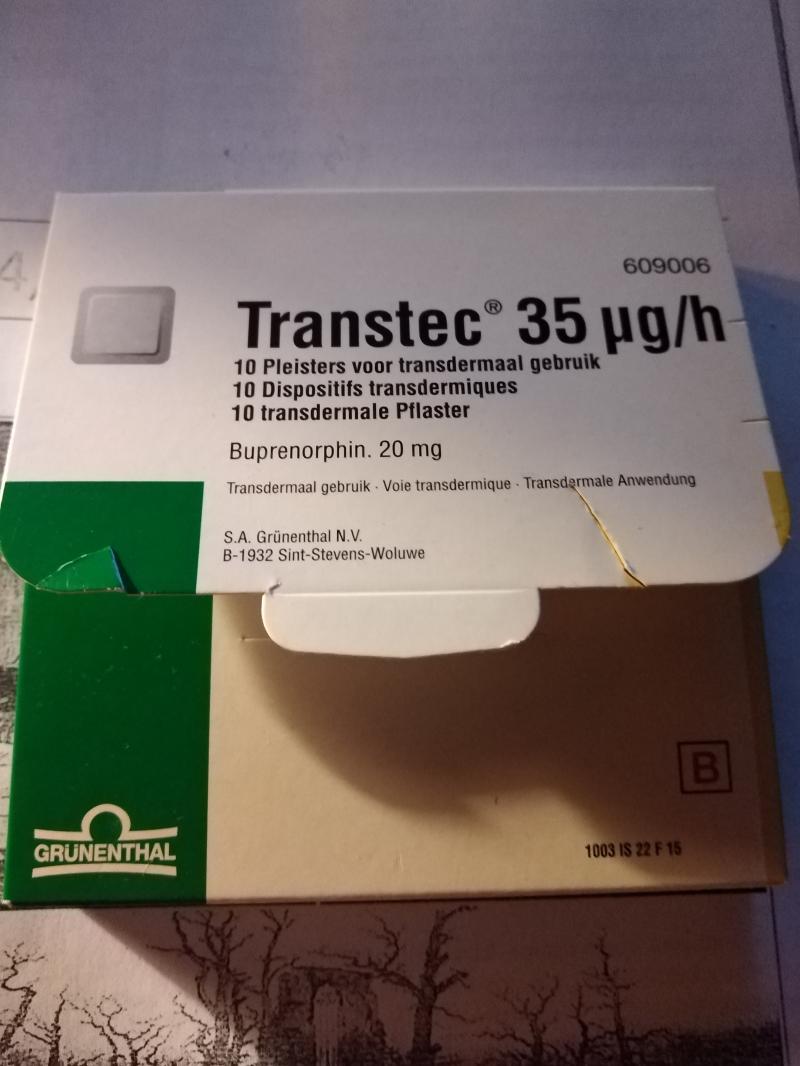 4,
609006
Transtec® 35 µg/h
10 Pleisters voor transdermaal gebruik
10 Dispositifs transdermiques
10 transdermale Pflaster
Buprenorphin. 20 mg
Transdermaal gebruik · Voie transdermique · Transdermale Anwendung
S.A. Grünenthal N.V.
B-1932 Sint-Stevens-Woluwe
B
GRÜNENTHAL
1003 IS 22 F 15